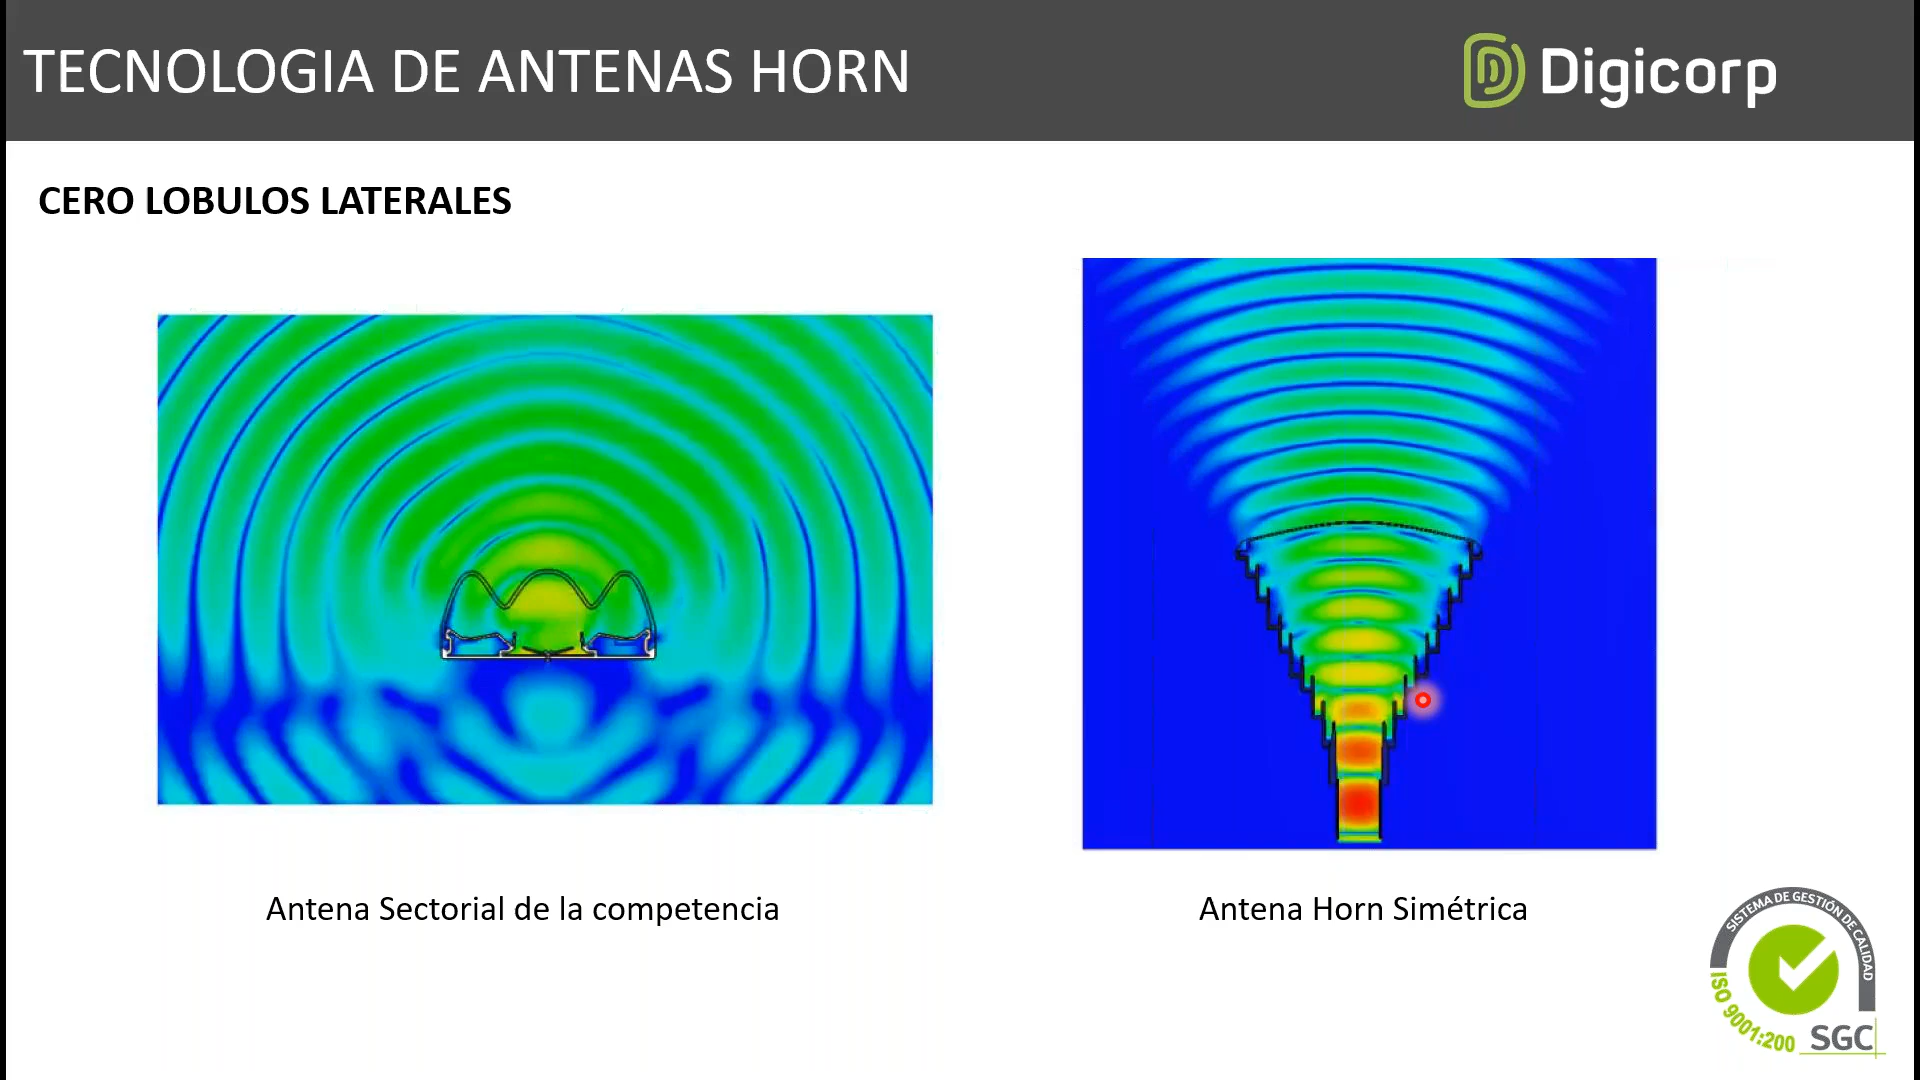 TECNOLOGIA DE ANTENAS HORN
Digicorp
CERO LOBULOS LATERALES
Antena Sectorial de la competencia
Antena Horn Simétrica
SISTEMA DE GESTIÓN DE CALIDAD
ISO 9001:200
SGC